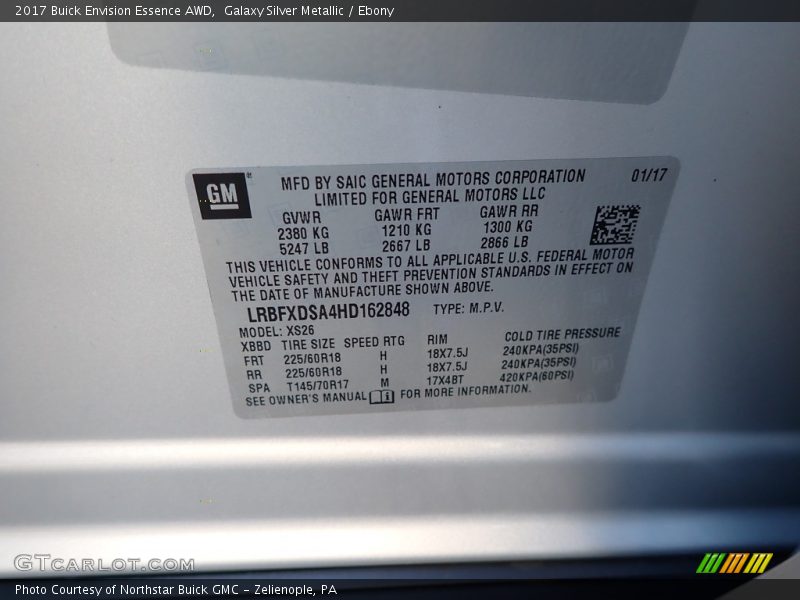 2017 Buick Envision Essence AWD,  Galaxy Silver Metallic / Ebony
GM
MFD BY SAIC GENERAL MOTORS CORPORATION 01/17
LIMITED FOR GENERAL MOTORS LLC
GVWR GAWR FRT GAWR RR
2380 KG 1210 KG 1300 KG
5247 LB 2667 LB 2866 LB
THIS VEHICLE CONFORMS TO ALL APPLICABLE U.S. FEDERAL MOTOR
VEHICLE SAFETY AND THEFT PREVENTION STANDARDS IN EFFECT ON
THE DATE OF MANUFACTURE SHOWN ABOVE.
LRBFXDSA4HD162848 TYPE: M.P.V.
MODEL: XS26
XBBD TIRE SIZE SPEED RTG RIM COLD TIRE PRESSURE
FRT 225/60R18 H 18X7.5J 240KPA(35PSI)
RR 225/60R18 H 18X7.5J 240KPA(35PSI)
SPA T145/70R17 M 17X4BT 420KPA(60PSI)
SEE OWNER'S MANUAL i FOR MORE INFORMATION.
GTcarlot.com
Photo Courtesy of Northstar Buick GMC - Zelienople, PA